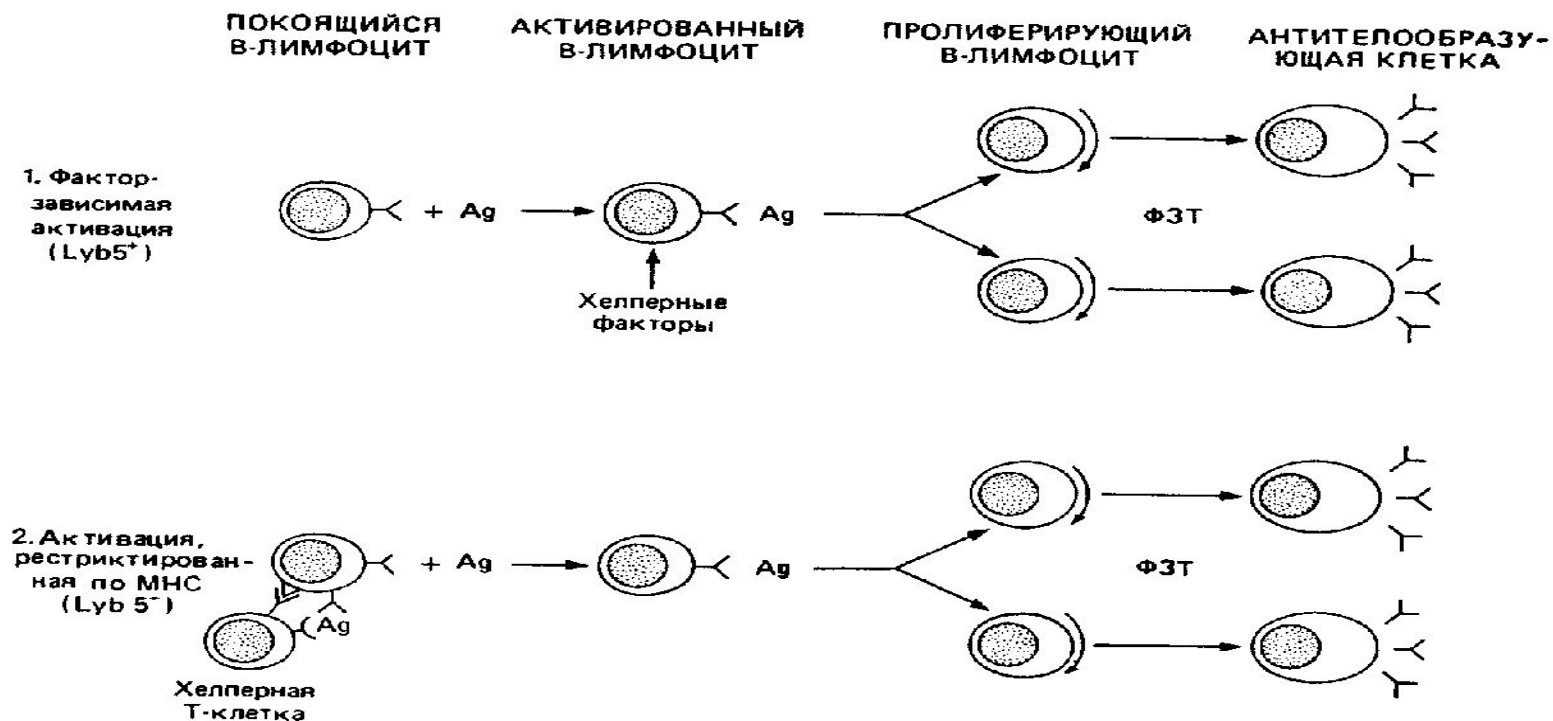 ПОКОЯЩИЙСЯ
В-ЛИМФОЦИТ
АКТИВИРОВАННЫЙ
В-ЛИМФОЦИТ
ПРОЛИФЕРИРУЮЩИЙ
В-ЛИМФОЦИТ
АНТИТЕЛООБРАЗУ-
ЮЩАЯ КЛЕТКА
1. Фактор-
зависимая
активация
(Lyb5⁺)
+ Ag
Ag
Хелперные
факторы
ФЗТ
2. Активация,
рестриктирован-
ная по МНС
(Lyb 5⁻)
Ag
Хелперная
Т-клетка
+ Ag
Ag
ФЗТ